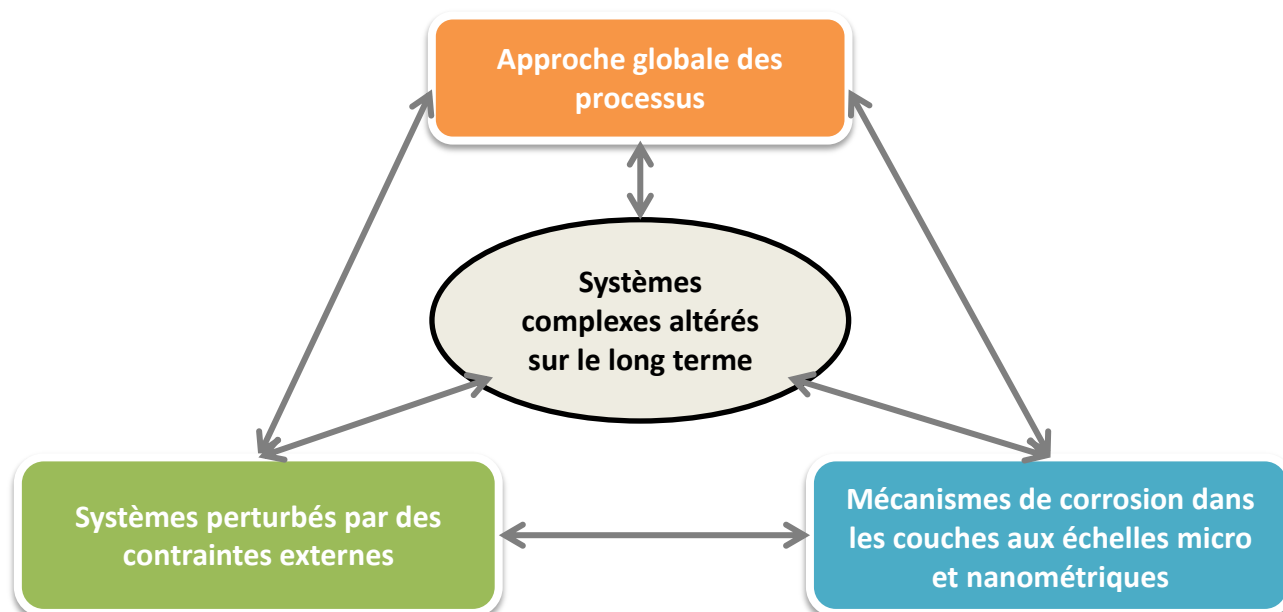 Approche globale des
processus
Systèmes
complexes altérés
sur le long terme
Systèmes perturbés par des
contraintes externes
Mécanismes de corrosion dans
les couches aux échelles micro
et nanométriques